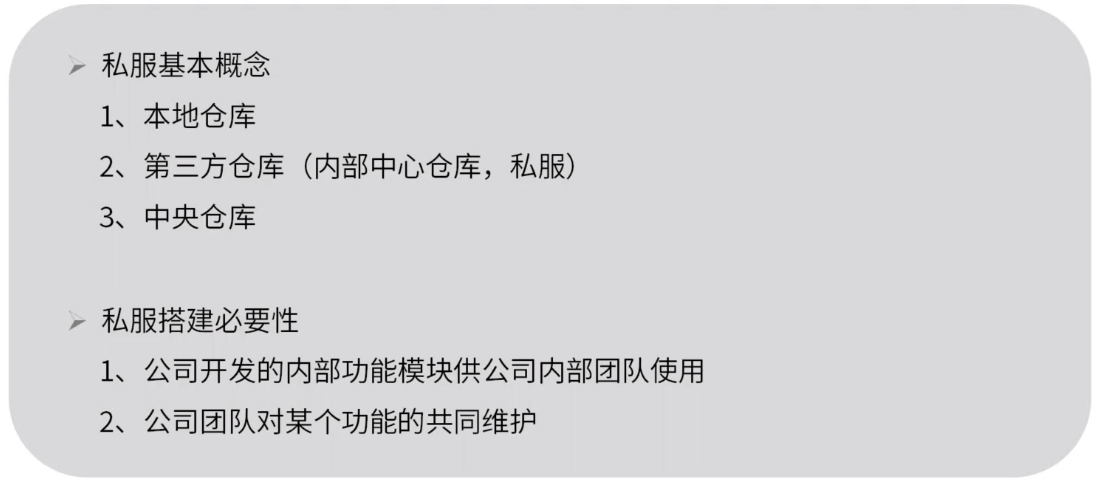 私服基本概念
1、本地仓库
2、第三方仓库（内部中心仓库，私服）
3、中央仓库
私服搭建必要性
1、公司开发的内部功能模块供公司内部团队使用
2、公司团队对某个功能的共同维护